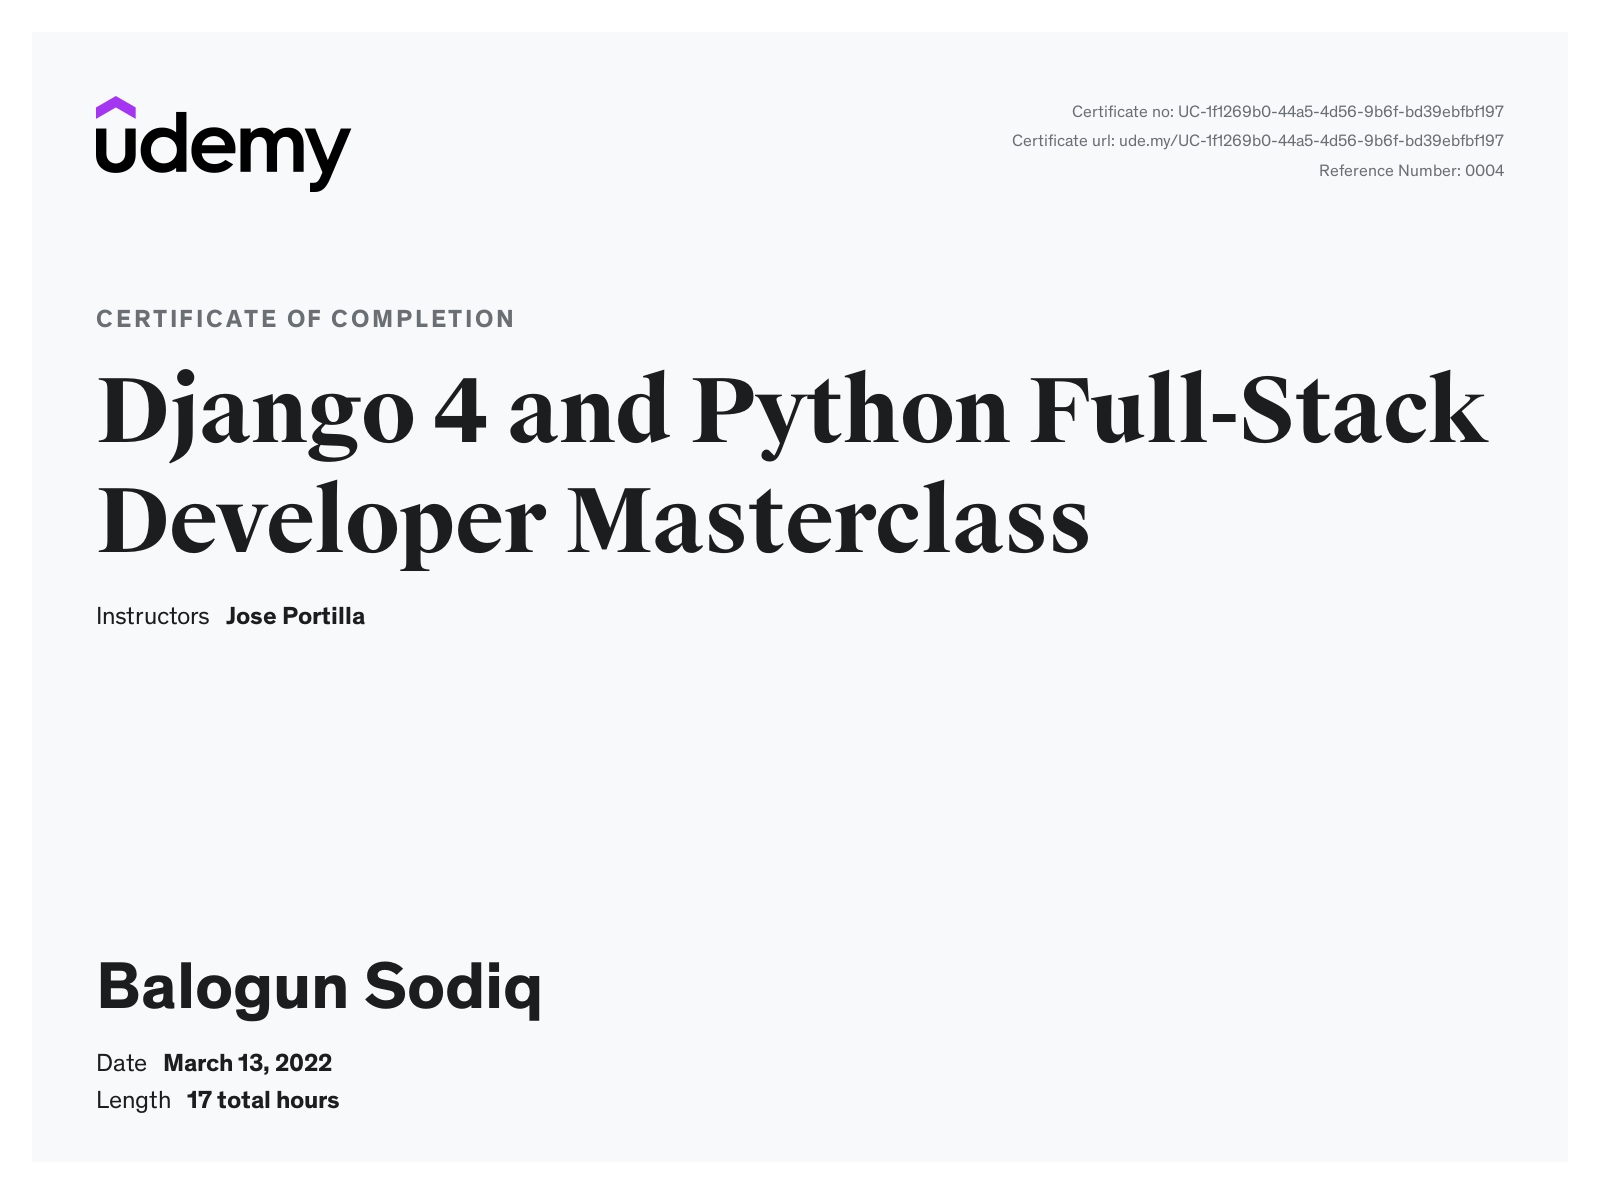 udemy
Certificate no: UC-1f1269b0-44a5-4d56-9b6f-bd39ebfbf197
Certificate url: ude.my/UC-1f1269b0-44a5-4d56-9b6f-bd39ebfbf197
Reference Number: 0004
CERTIFICATE OF COMPLETION
Django 4 and Python Full-Stack
Developer Masterclass
Instructors Jose Portilla
Balogun Sodiq
Date March 13, 2022
Length 17 total hours